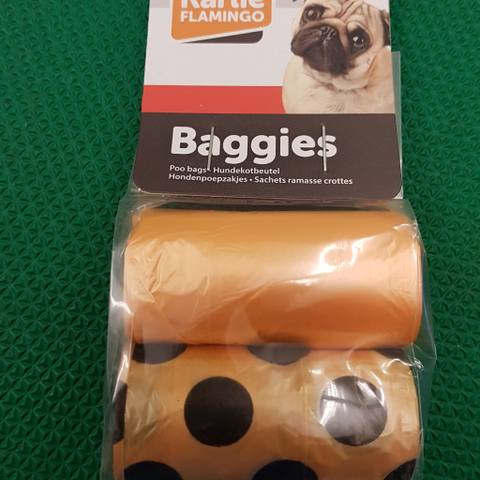 Karlie
FLAMINGO
Baggies
Poo bags • Hundekotbeutel
Hondenpoepzakjes • Sachets ramasse crottes